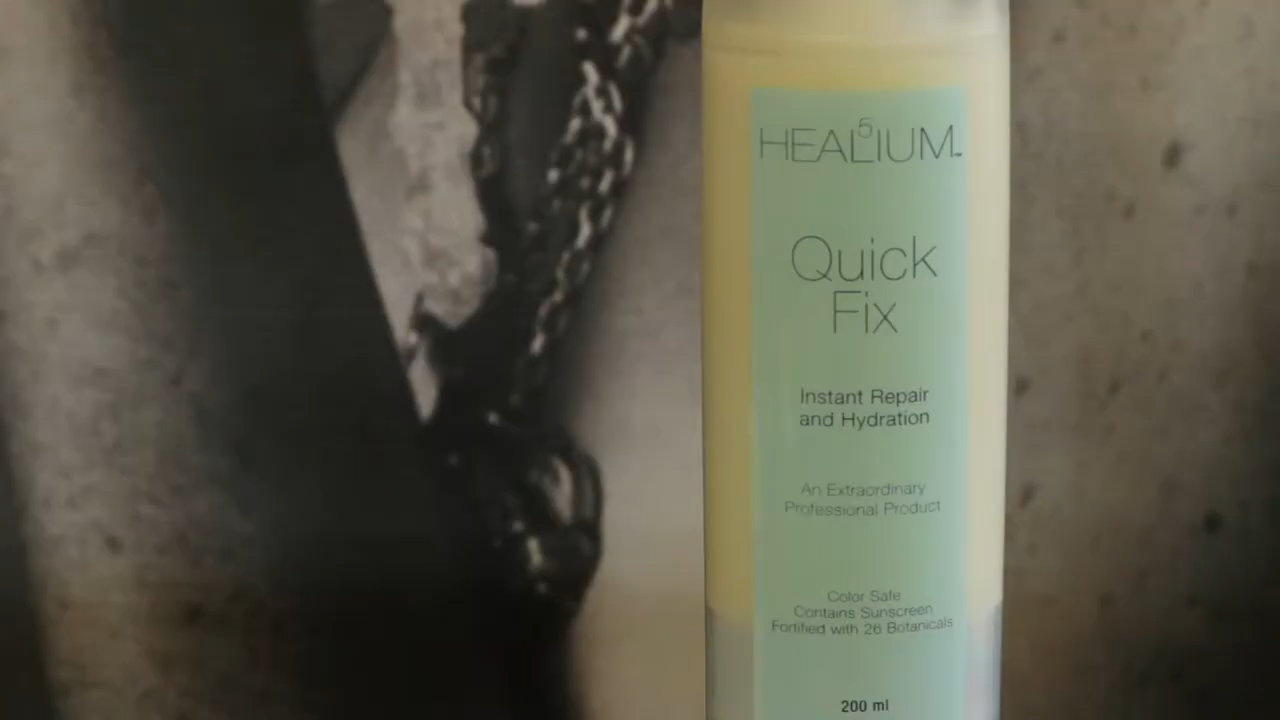 HEAL5IUM™
Quick
Fix
Instant Repair
and Hydration
An Extraordinary
Professional Product
Color Safe
Contains Sunscreen
Fortified with 26 Botanicals
200 ml